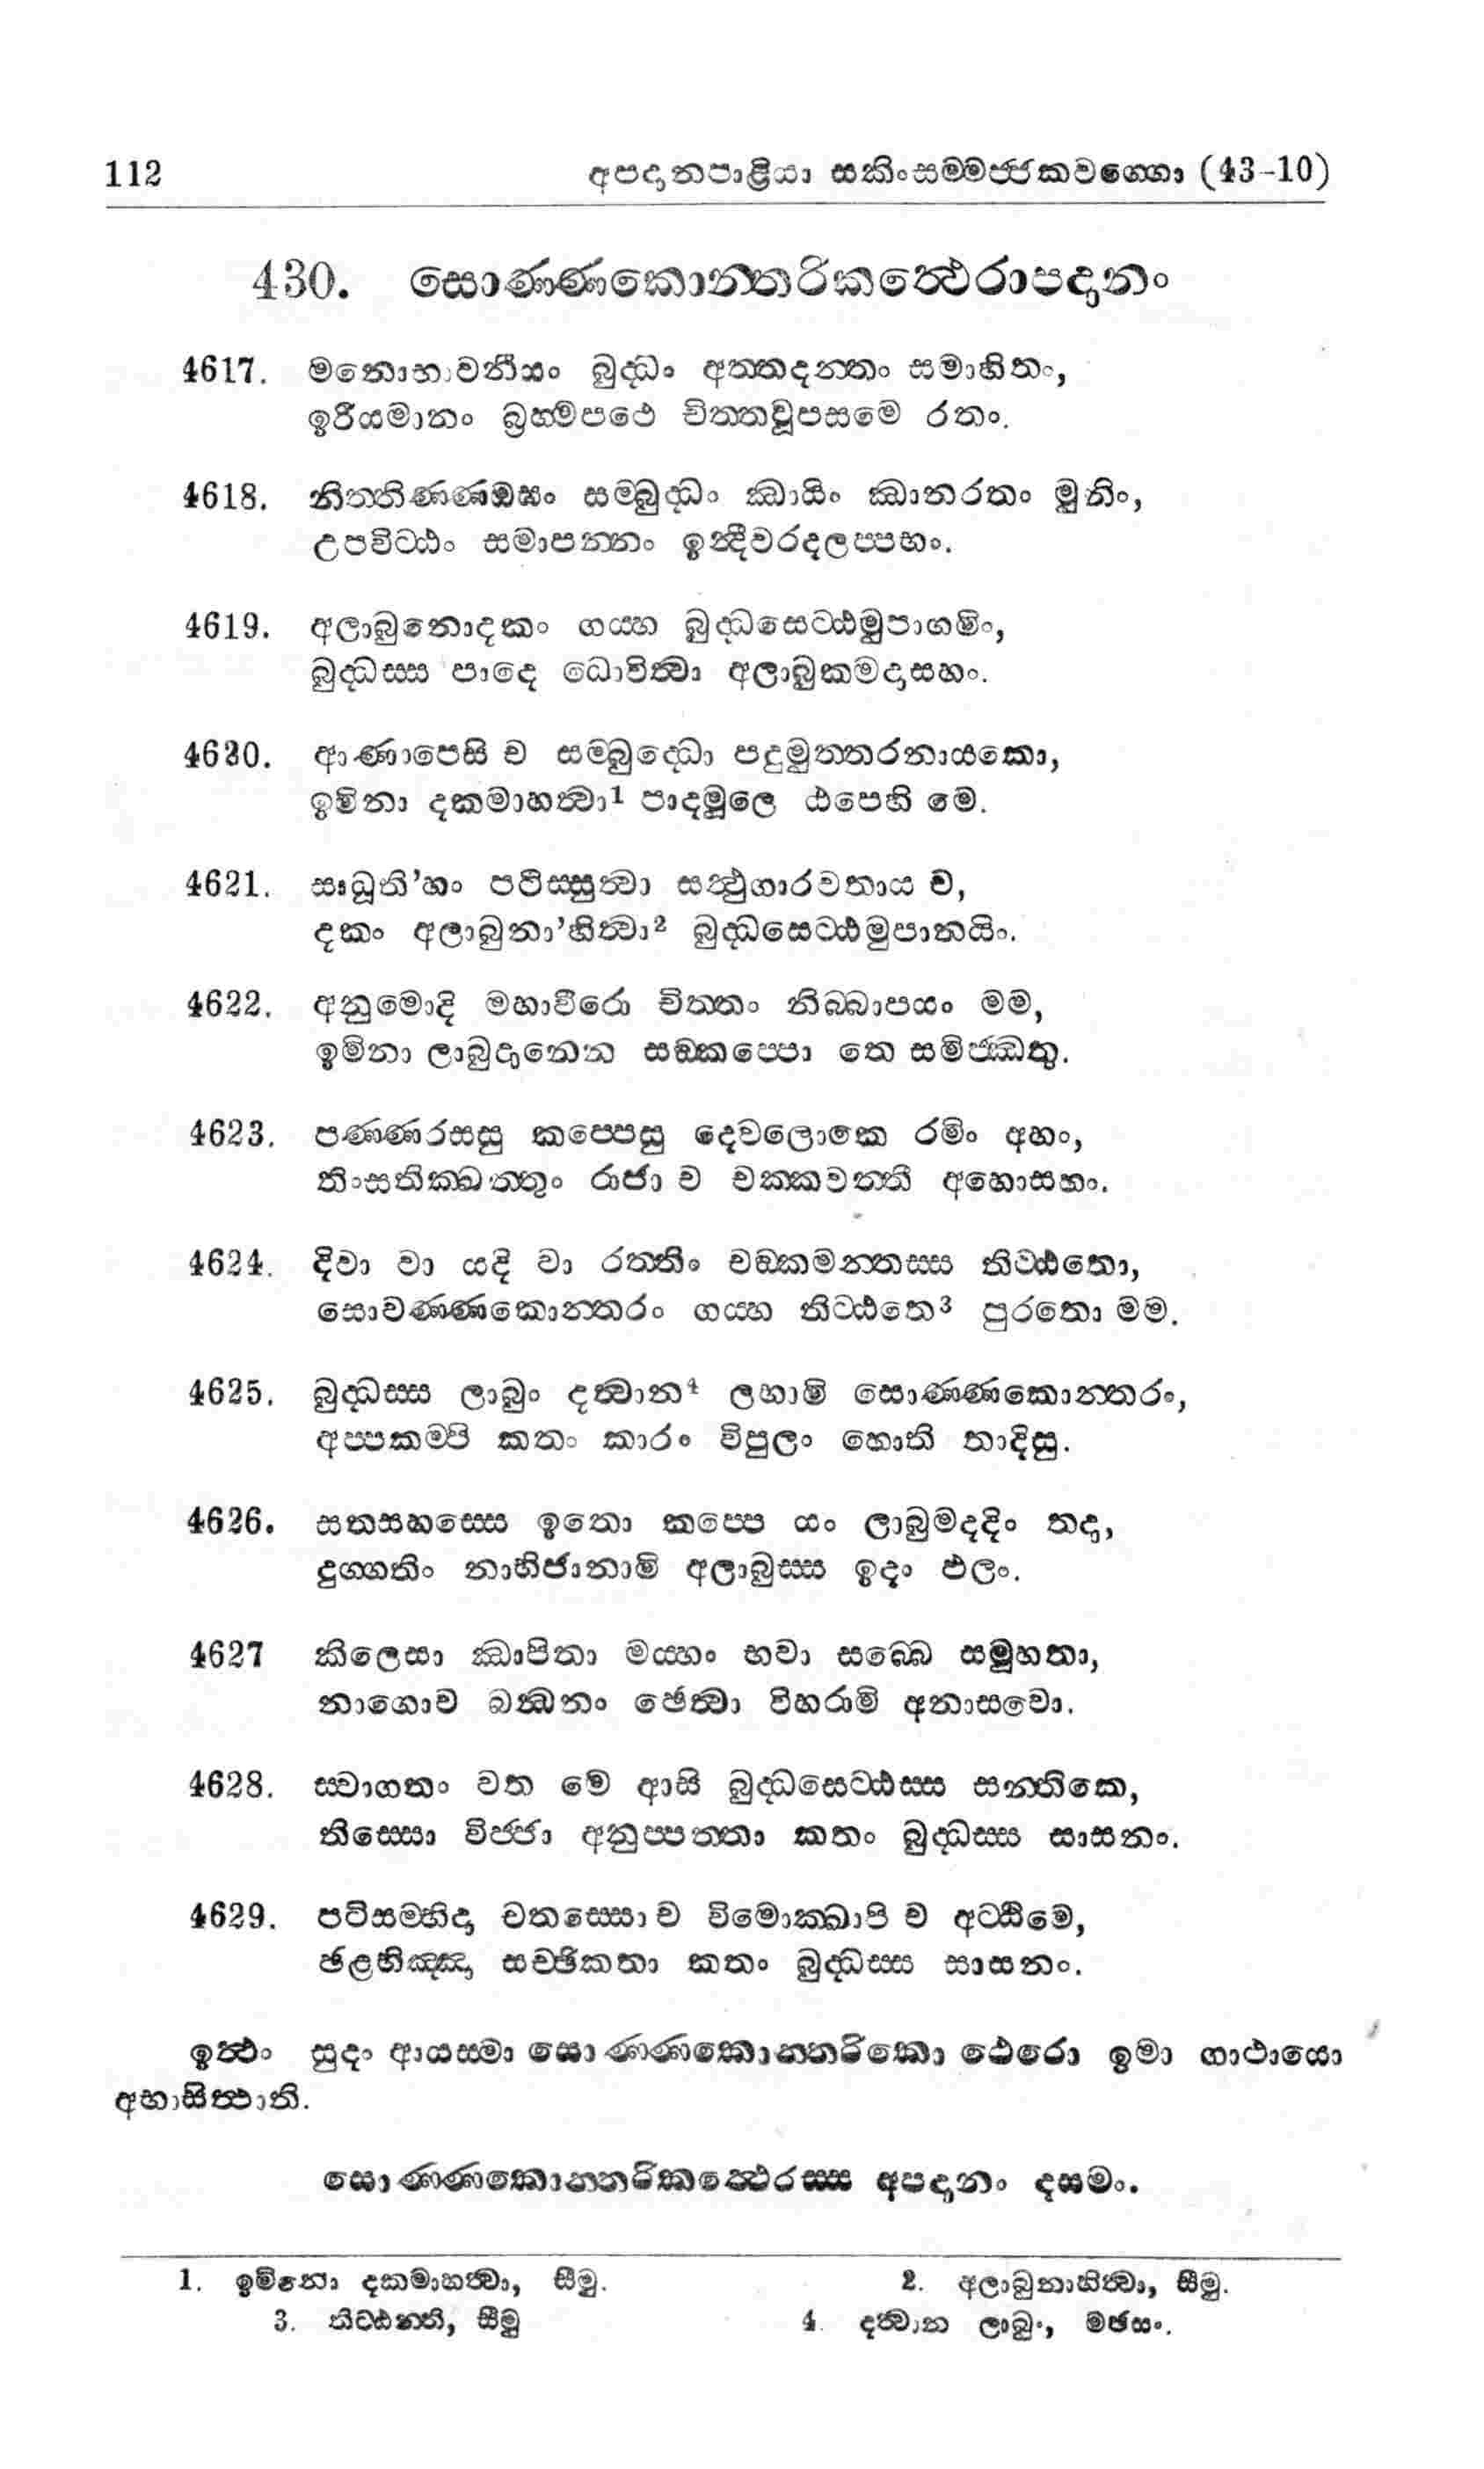 112 අපදානපාළියා සකිංසම්මජ්ජකවග්ගො (43-10)
430. සොණ්ණකොන්තරිකත්ථෙරාපදානං
4617. මනොභාවනීයං බුද්ධං අත්තදන්තං සමාහිතං,
ඉරීයමානං බ්‍රහ්මපථෙ චිත්තවූපසමෙ රතං.
4618. නිත්තිණ්ණඔඝං සම්බුද්ධං ඣායිං ඣානරතං මුනිං,
උපවිට්ඨං සමාපන්නං ඉන්දීවරදලප්පභං.
4619. අලාබුනොදකං ගය්හ බුද්ධසෙට්ඨමුපාගමිං,
බුද්ධස්ස පාදෙ ධොවිත්වා අලාබුකමදාසහං.
4620. ආණාපෙසි ච සම්බුද්ධො පදුමුත්තරනායකො,
ඉමිනා දකමාහත්වා1 පාදමූලෙ ඨපෙහි මෙ.
4621. සාධූති’හං පටිස්සුත්වා සත්ථුගාරවතාය ච,
දකං අලාබුනා’හිත්වා2 බුද්ධසෙට්ඨමුපානයිං.
4622. අනුමොදි මහාවීරො චිත්තං නිබ්බාපයං මම,
ඉමිනා ලාබුදානෙන සඞ්කප්පො තෙ සමිජ්ඣතු.
4623. පණ්ණරසසු කප්පෙසු දෙවලොකෙ රමිං අහං,
තිංසතික්ඛත්තුං රාජා ච චක්කවත්තී අහොසහං.
4624. දිවා වා යදි වා රත්තිං චඞ්කමන්තස්ස තිට්ඨතො,
සොවණ්ණකොන්තරං ගය්හ තිට්ඨතෙ3 පුරතො මම.
4625. බුද්ධස්ස ලාබුං දත්වාන4 ලභාමි සොණ්ණකොන්තරං,
අප්පකම්පි කතං කාරං විපුලං හොති තාදිසු.
4626. සතසහස්සෙ ඉතො කප්පෙ යං ලාබුමදදිං තදා,
දුග්ගතිං නාභිජානාමි අලාබුස්ස ඉදං ඵලං.
4627 කිලෙසා ඣාපිතා මය්හං භවා සබ්බෙ සමූහතා,
නාගොව බන්ධනං ඡෙත්වා විහරාමි අනාසවො.
4628. ස්වාගතං වත මෙ ආසි බුද්ධසෙට්ඨස්ස සන්තිකෙ,
තිස්සො විජ්ජා අනුප්පත්තා කතං බුද්ධස්ස සාසනං.
4629. පටිසම්භිදා චතස්සො ච විමොක්ඛාපි ච අට්ඨිමෙ,
ඡළභිඤ්ඤා සච්ඡිකතා කතං බුද්ධස්ස සාසනං.
ඉත්ථං සුදං ආයස්මා සොණ්ණකොන්තරිකො ථෙරො ඉමා ගාථායො
අභාසිත්ථාති.
සොණ්ණකොන්තරිකත්ථෙරස්ස අපදානං දසමං.
1. ඉමිනො දකමාහත්වා, සීමු. 2. අලාබුනාභිත්වා, සීමු.
3. තිට්ඨන්ති, සීමු 4. දත්වාන ලාබුං, මඡසං.